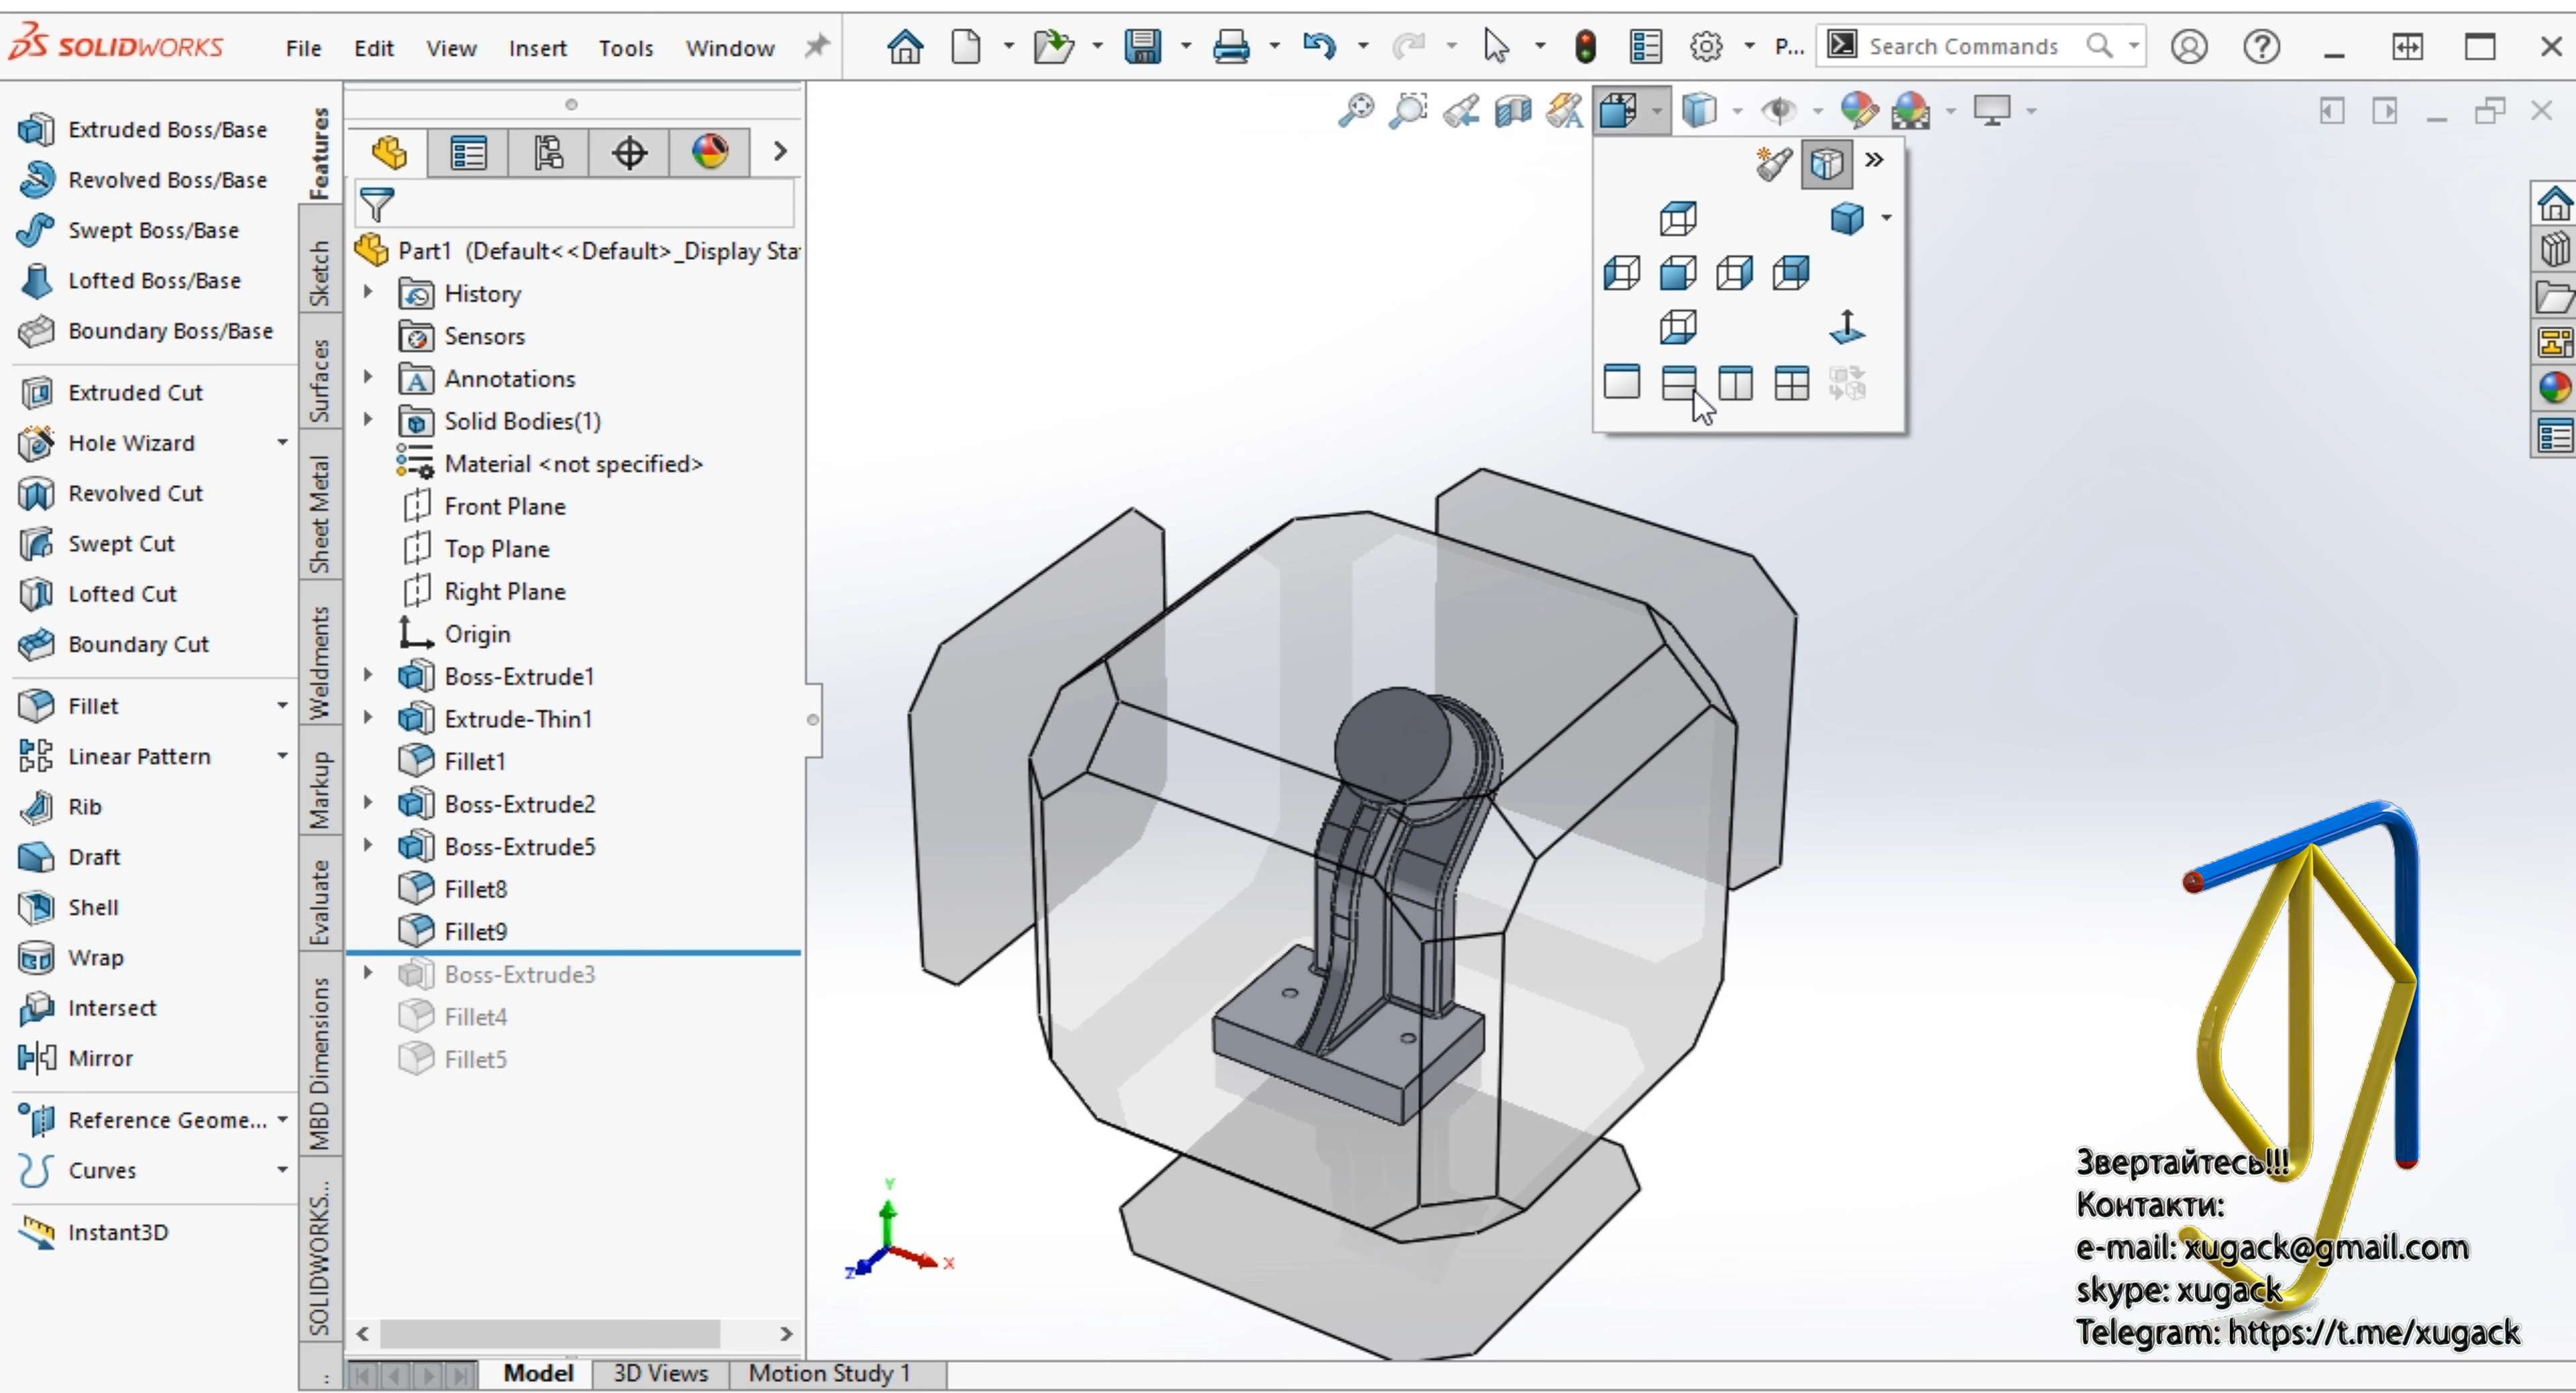 SOLIDWORKS File Edit View Insert Tools Window P... Search Commands
Extruded Boss/Base
Revolved Boss/Base
Swept Boss/Base
Lofted Boss/Base
Boundary Boss/Base
Extruded Cut
Hole Wizard
Revolved Cut
Swept Cut
Lofted Cut
Boundary Cut
Fillet
Linear Pattern
Rib
Draft
Shell
Wrap
Intersect
Mirror
Reference Geome...
Curves
Instant3D
Features
Sketch
Surfaces
Sheet Metal
Weldments
Markup
Evaluate
MBD Dimensions
SOLIDWORKS...
Part1 (Default<<Default>_Display Sta
History
Sensors
Annotations
Solid Bodies(1)
Material <not specified>
Front Plane
Top Plane
Right Plane
Origin
Boss-Extrude1
Extrude-Thin1
Fillet1
Boss-Extrude2
Boss-Extrude5
Fillet8
Fillet9
Boss-Extrude3
Fillet4
Fillet5
Y
X
Z
Звертайтесь!!!
Контакти:
e-mail: xugack@gmail.com
skype: xugack
Telegram: https://t.me/xugack
Model 3D Views Motion Study 1